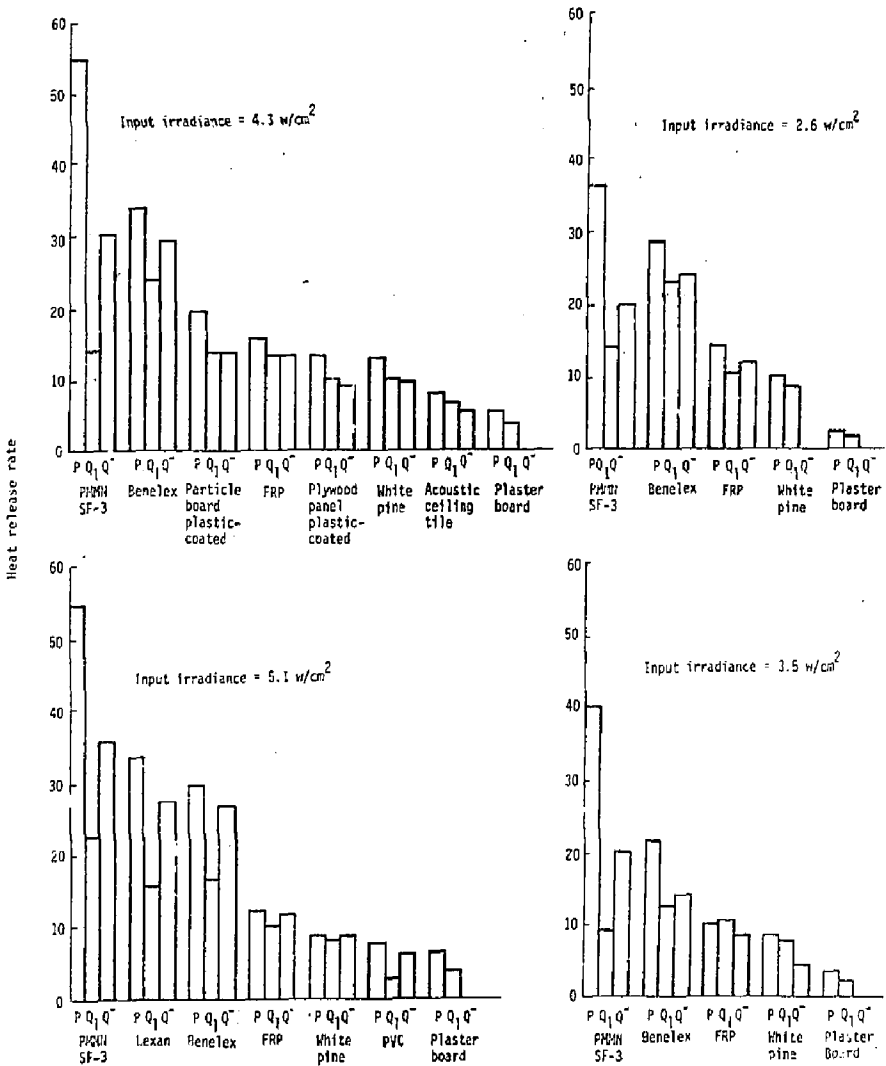 Heat release rate
60
50
40
30
20
10
0
Input irradiance = 4.3 w/cm2
P Q1 Q- P Q1 Q- P Q1 Q- P Q1 Q- P Q1 Q- P Q1 Q- P Q1 Q- P Q1 Q-
PMMN Benelex Particle FRP Plywood White Acoustic Plaster
SF-3 board panel pine ceiling board
plastic- plastic- tile
coated coated
60
50
40
30
20
10
0
Input irradiance = 2.6 w/cm2
P Q1 Q- P Q1 Q- P Q1 Q- P Q1 Q- P Q1 Q-
Benelex FRP White Plaster
SF-3 pine board
60
50
40
30
20
10
0
Input irradiance = 5.1 w/cm2
P Q1 Q- P Q1 Q- P Q1 Q- P Q1 Q- P Q1 Q- P Q1 Q- P Q1 Q-
Lexan Benelex FRP White PVC Plaster
SF-3 pine board
60
50
40
30
20
10
0
Input irradiance = 3.5 w/cm2
P Q1 Q- P Q1 Q- P Q1 Q- P Q1 Q- P Q1 Q-
Benelex FRP White Plaster
SF-3 pine Board